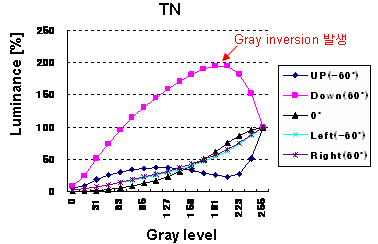 TN
Luminance [%]
250
200
150
100
50
0
Gray inversion 발생
UP(-60°)
Down(60°)
0°
Left(-60°)
Right(60°)
0
31
63
95
127
159
191
223
255
Gray level